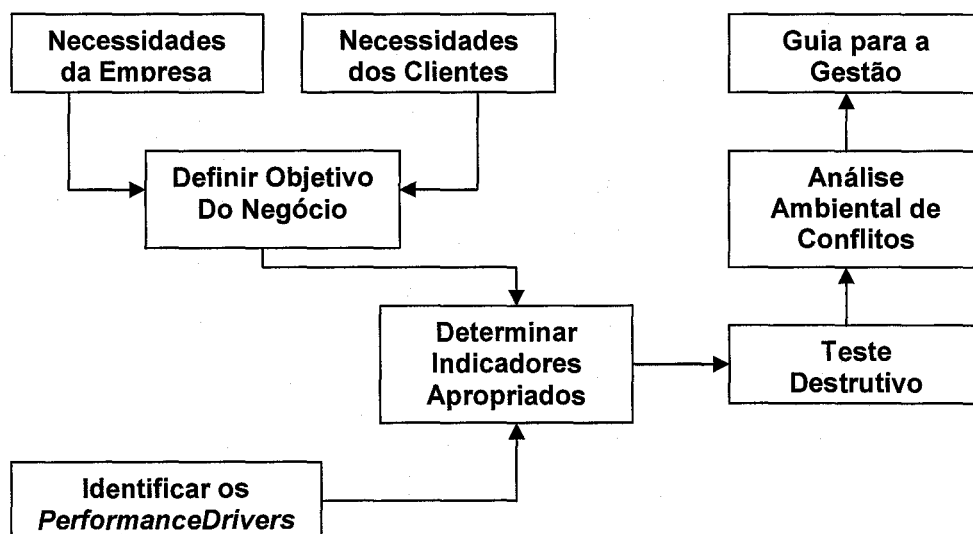 Necessidades
da Empresa
Necessidades
dos Clientes
Guia para a
Gestão
Definir Objetivo
Do Negócio
Análise
Ambiental de
Conflitos
Determinar
Indicadores
Apropriados
Teste
Destrutivo
Identificar os
PerformanceDrivers